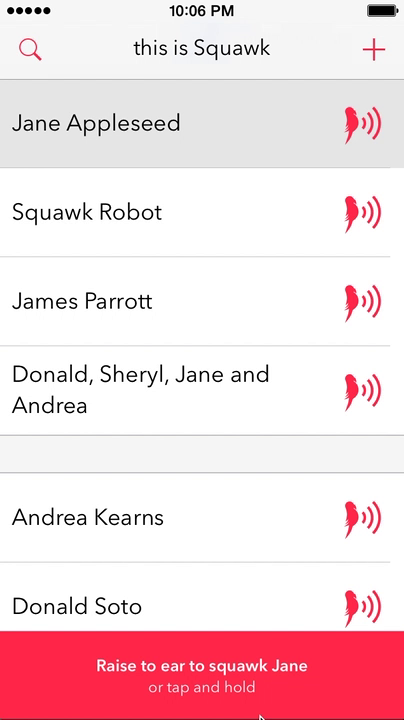 10:06 PM
this is Squawk
Jane Appleseed
Squawk Robot
James Parrott
Donald, Sheryl, Jane and
Andrea
Andrea Kearns
Donald Soto
Raise to ear to squawk Jane
or tap and hold